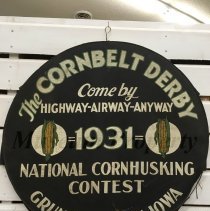 The CORNBELT DERBY
Come by
HIGHWAY-AIRWAY-ANYWAY
=1931=
NATIONAL CORNHUSKING
CONTEST
IOWA